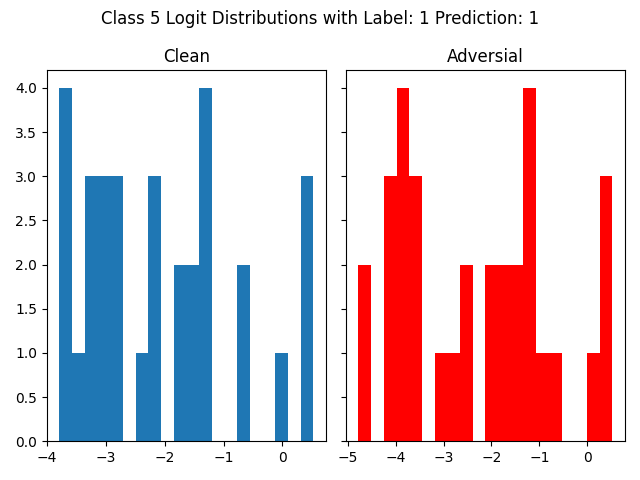 Class 5 Logit Distributions with Label: 1 Prediction: 1
Clean
Adversial
4.0
3.5
3.0
2.5
2.0
1.5
1.0
0.5
0.0
−4 −3 −2 −1 0
−5 −4 −3 −2 −1 0